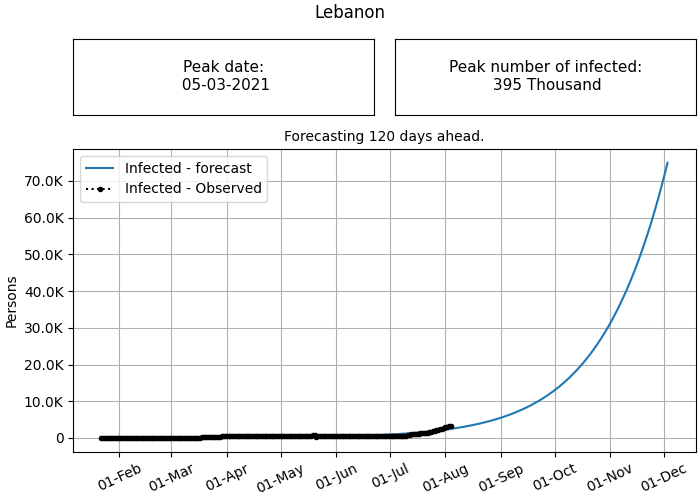 Lebanon
Peak date:
05-03-2021
Peak number of infected:
395 Thousand
Forecasting 120 days ahead.
Infected - forecast
Infected - Observed
70.0K
60.0K
50.0K
40.0K
30.0K
20.0K
10.0K
0
Persons
01-Feb
01-Mar
01-Apr
01-May
01-Jun
01-Jul
01-Aug
01-Sep
01-Oct
01-Nov
01-Dec